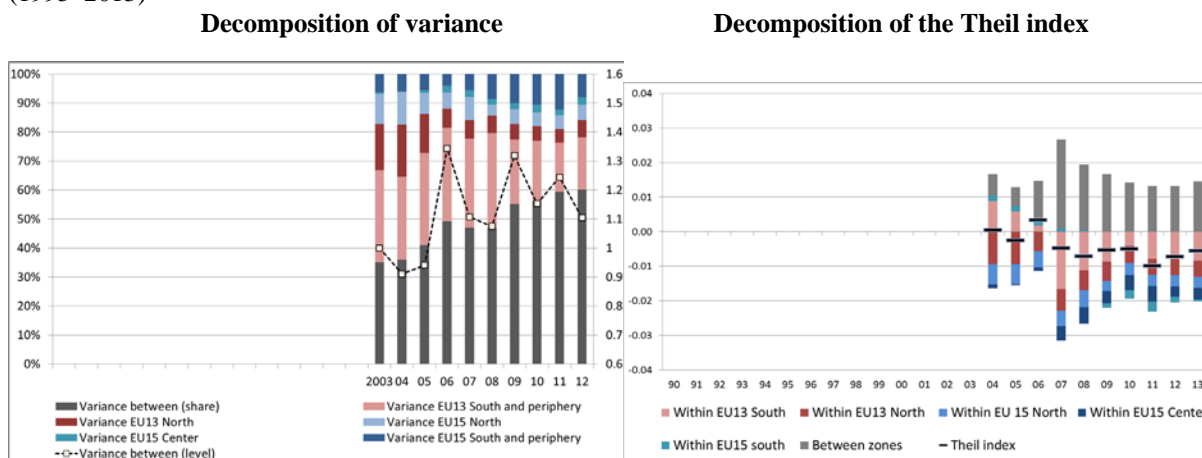 Decomposition of variance
Decomposition of the Theil index
100% 1.6
90% 1.5
80% 1.4
70% 1.3
60% 1.2
50% 1.1
40% 1
30% 0.9
20% 0.8
10% 0.7
0% 0.6
2003 04 05 06 07 08 09 10 11 12
Variance between (share)
Variance EU13 South and periphery
Variance EU13 North
Variance EU15 North
Variance EU15 Center
Variance EU15 South and periphery
Variance between (level)
0.04
0.03
0.02
0.01
0.00
-0.01
-0.02
-0.03
-0.04
90 91 92 93 94 95 96 97 98 99 00 01 02 03 04 05 06 07 08 09 10 11 12 13
Within EU13 South Within EU13 North Within EU 15 North Within EU15 Cente
Within EU15 south Between zones Theil index